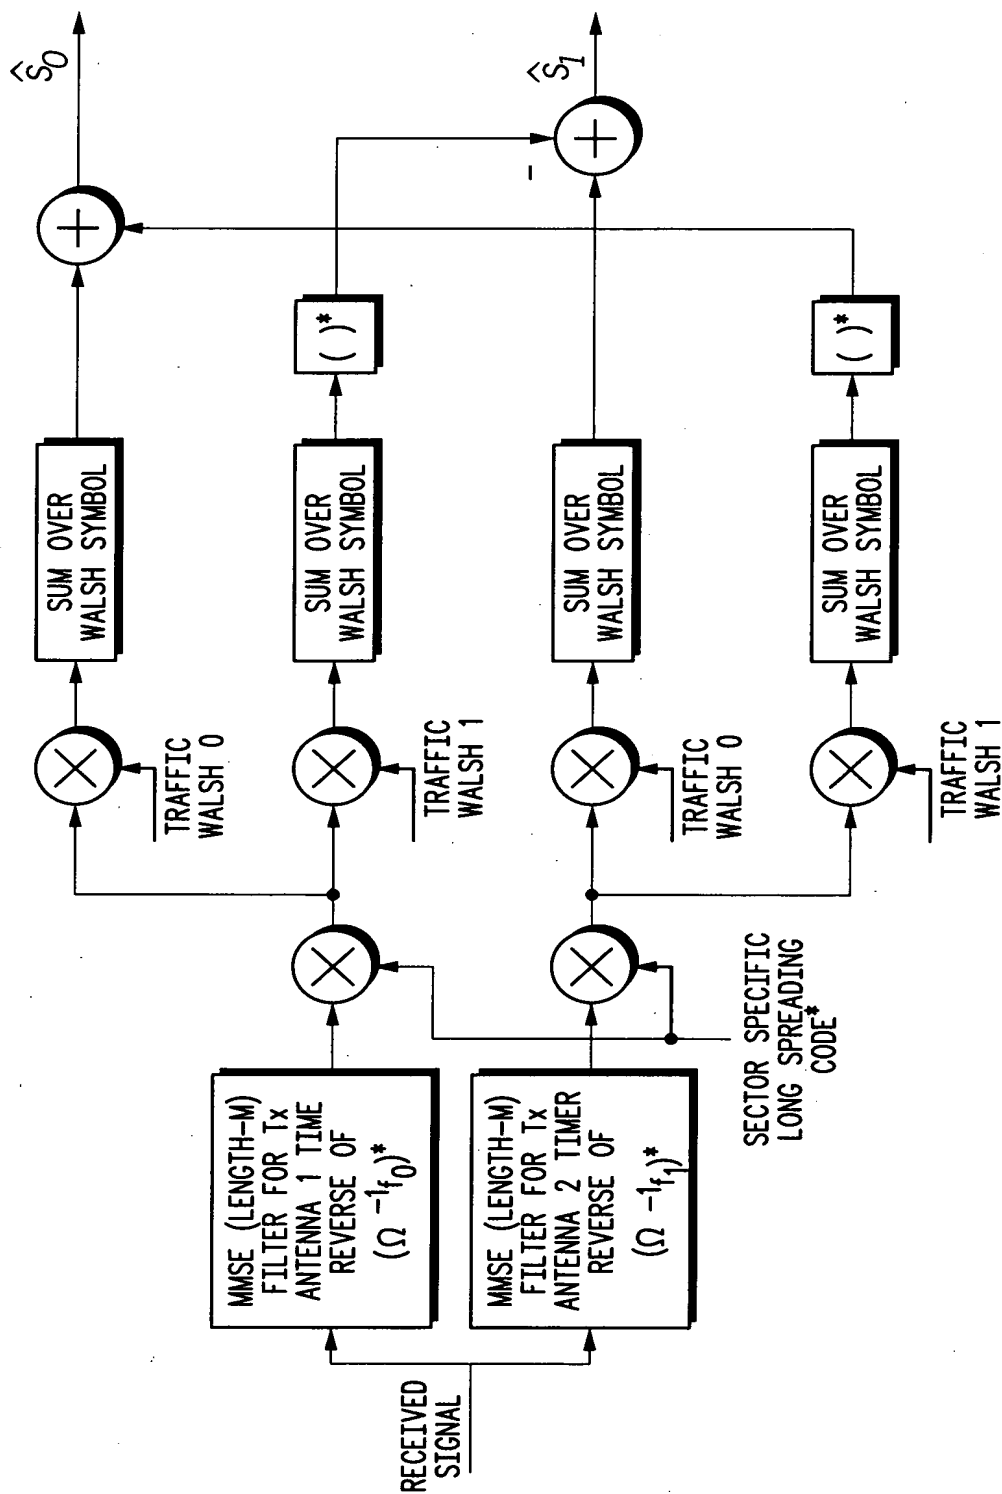 RECEIVED
SIGNAL
MMSE (LENGTH-M)
FILTER FOR Tx
ANTENNA 1 TIME
REVERSE OF
(Ω⁻¹f₀)*
MMSE (LENGTH-M)
FILTER FOR Tx
ANTENNA 2 TIMER
REVERSE OF
(Ω⁻¹f₁)*
SECTOR SPECIFIC
LONG SPREADING
CODE*
TRAFFIC
WALSH 0
TRAFFIC
WALSH 1
TRAFFIC
WALSH 0
TRAFFIC
WALSH 1
SUM OVER
WALSH SYMBOL
SUM OVER
WALSH SYMBOL
SUM OVER
WALSH SYMBOL
SUM OVER
WALSH SYMBOL
( )*
( )*
+
-
+
Ŝ0
Ŝ1